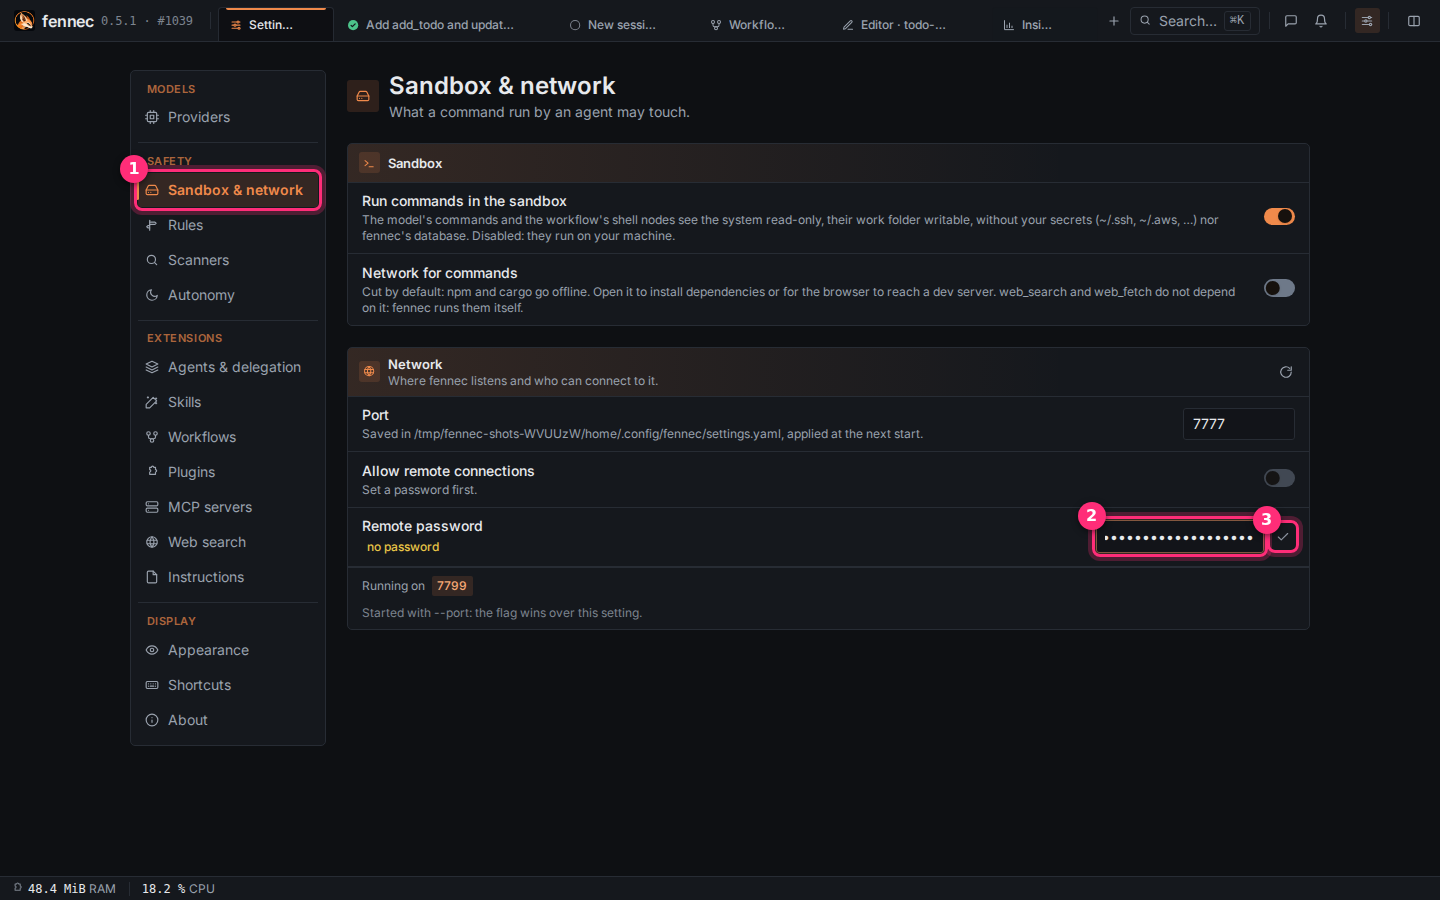 fennec 0.5.1 · #1039
Settin...
Add add_todo and updat...
New sessi...
Workflo...
Editor · todo-...
Insi...
Search...
⌘K
MODELS
Providers
SAFETY
1
Sandbox & network
Rules
Scanners
Autonomy
EXTENSIONS
Agents & delegation
Skills
Workflows
Plugins
MCP servers
Web search
Instructions
DISPLAY
Appearance
Shortcuts
About
Sandbox & network
What a command run by an agent may touch.
Sandbox
Run commands in the sandbox
The model's commands and the workflow's shell nodes see the system read-only, their work folder writable, without your secrets (~/.ssh, ~/.aws, ...) nor
fennec's database. Disabled: they run on your machine.
Network for commands
Cut by default: npm and cargo go offline. Open it to install dependencies or for the browser to reach a dev server. web_search and web_fetch do not depend
on it: fennec runs them itself.
Network
Where fennec listens and who can connect to it.
Port
7777
Saved in /tmp/fennec-shots-WVUUzW/home/.config/fennec/settings.yaml, applied at the next start.
Allow remote connections
Set a password first.
Remote password
no password
2
3
Running on 7799
Started with --port: the flag wins over this setting.
48.4 MiB RAM
18.2 % CPU